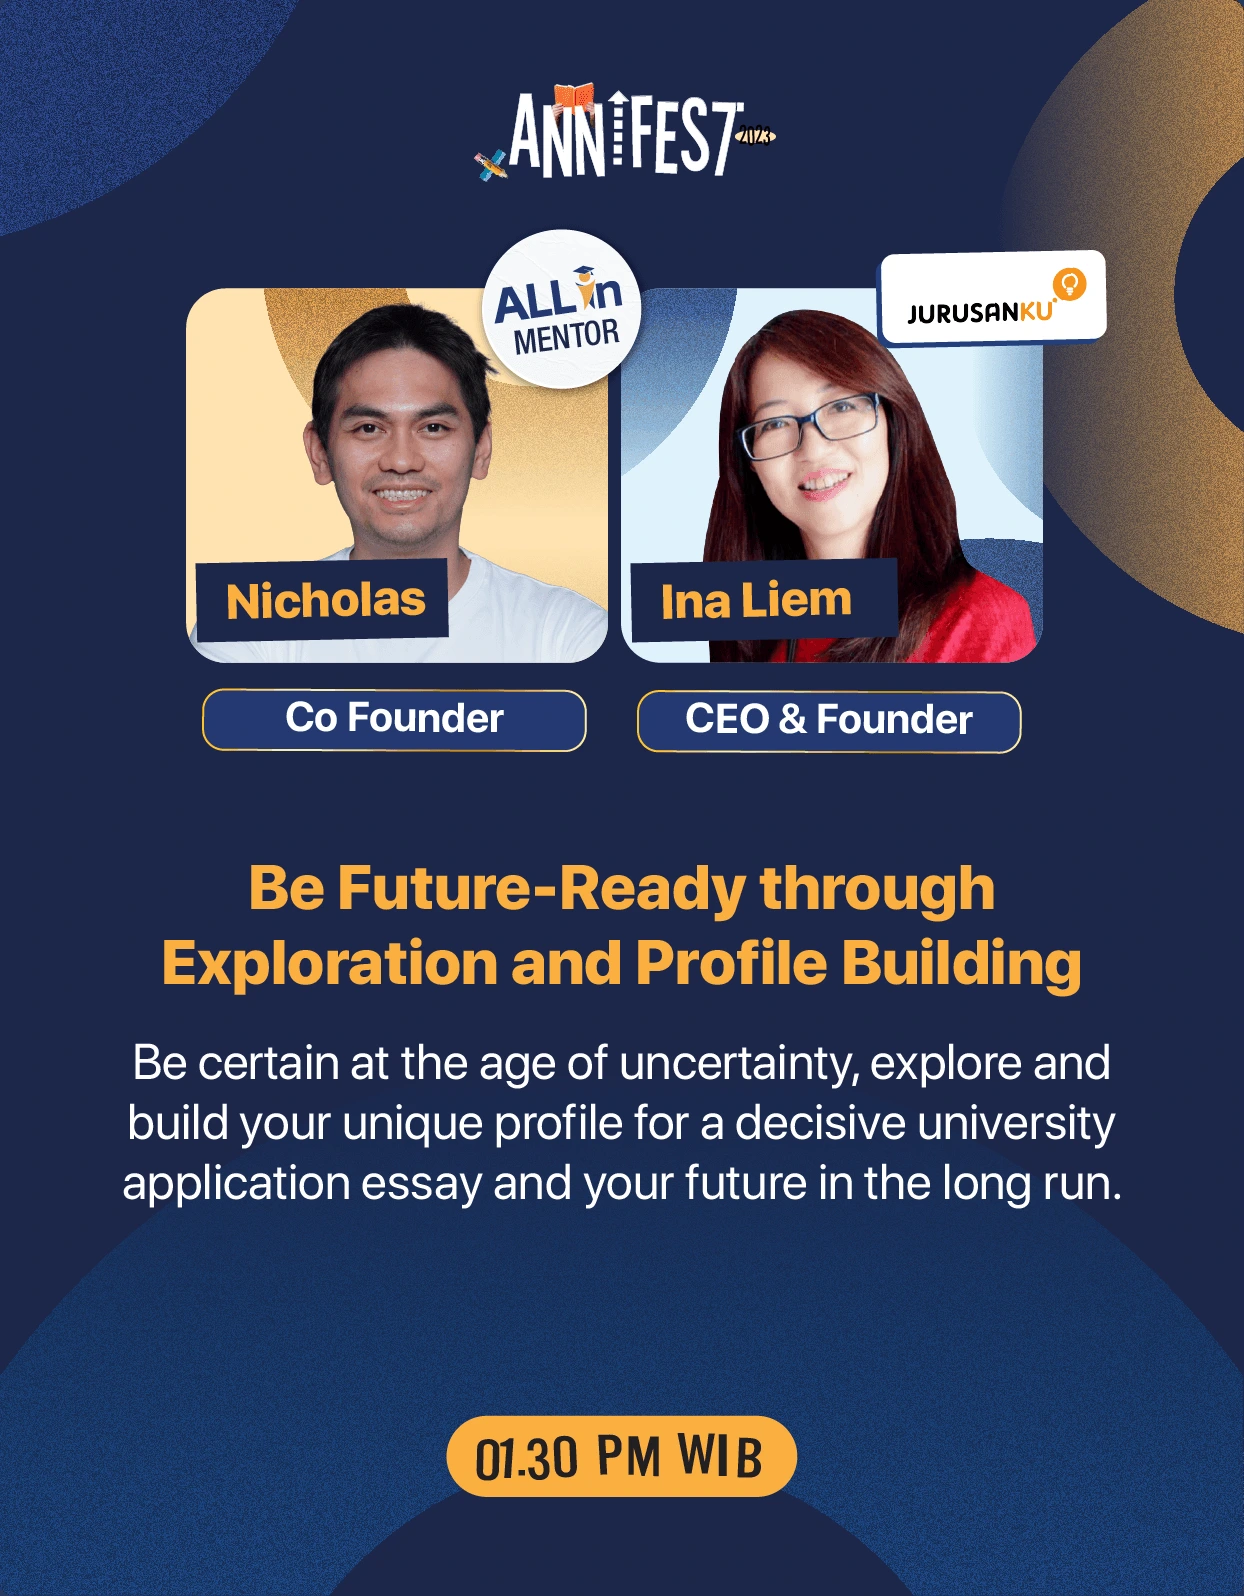 ANNIFEST 2023
ALL in
MENTOR
JURUSANKU
Nicholas
Ina Liem
Co Founder
CEO & Founder
Be Future-Ready through
Exploration and Profile Building
Be certain at the age of uncertainty, explore and
build your unique profile for a decisive university
application essay and your future in the long run.
01.30 PM WIB